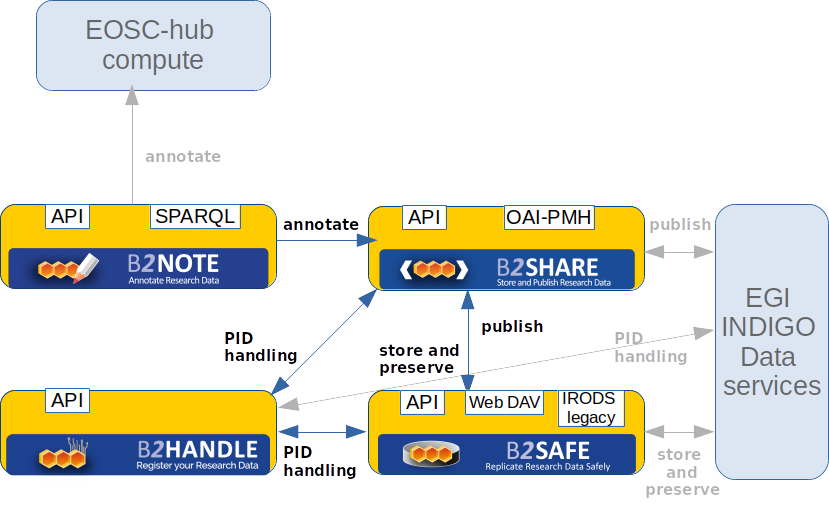 EOSC-hub
compute
annotate
API
SPARQL
B2NOTE
Annotate Research Data
annotate
API
OAI-PMH
B2SHARE
Store and Publish Research Data
publish
EGI
INDIGO
Data
services
PID
handling
publish
store and
preserve
PID
handling
API
B2HANDLE
Register your Research Data
PID
handling
API
Web DAV
IRODS
legacy
B2SAFE
Replicate Research Data Safely
store
and
preserve